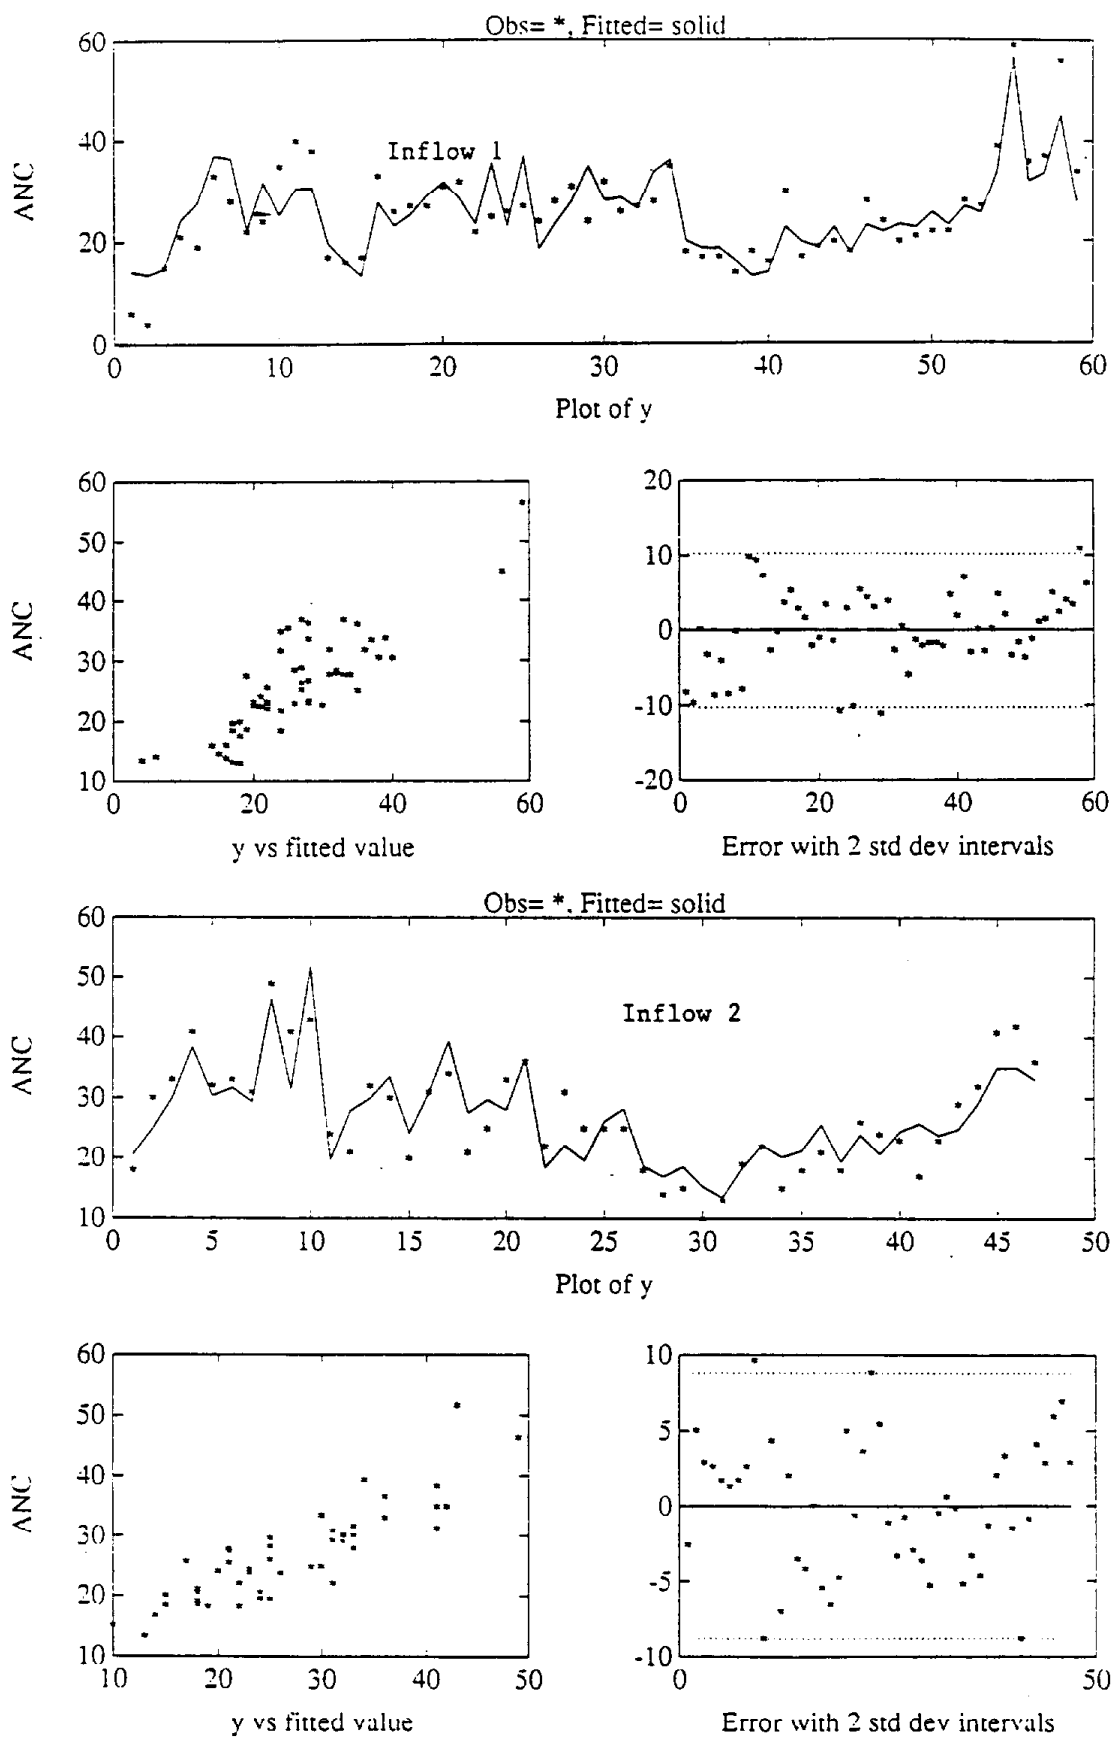 Obs= *, Fitted= solid
60
40
20
0
ANC
Inflow 1
0 10 20 30 40 50 60
Plot of y
60
50
40
30
20
10
ANC
0 20 40 60
y vs fitted value
20
10
0
-10
-20
0 20 40 60
Error with 2 std dev intervals
Obs= *, Fitted= solid
60
50
40
30
20
10
ANC
Inflow 2
0 5 10 15 20 25 30 35 40 45 50
Plot of y
60
50
40
30
20
10
ANC
10 20 30 40 50
y vs fitted value
10
5
0
-5
-10
0 50
Error with 2 std dev intervals